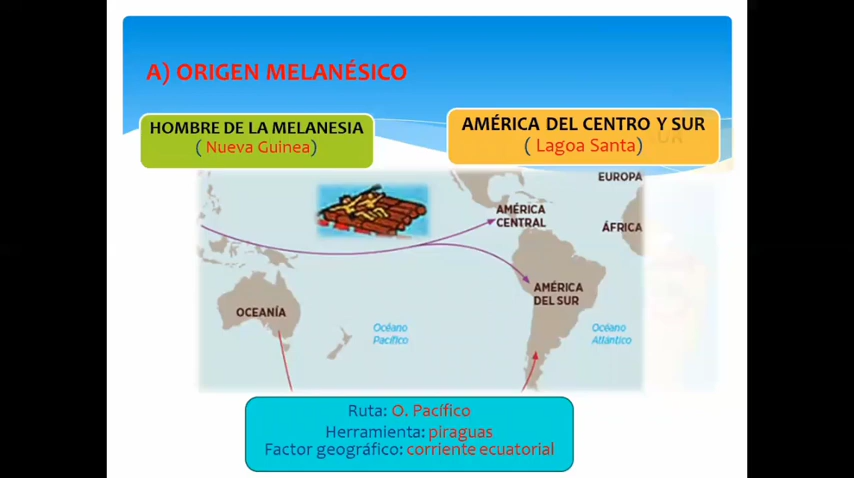 A) ORIGEN MELANÉSICO
HOMBRE DE LA MELANESIA
( Nueva Guinea)
AMÉRICA DEL CENTRO Y SUR
( Lagoa Santa)
EUROPA
AMÉRICA
CENTRAL
ÁFRICA
AMÉRICA
DEL SUR
OCEANÍA
Océano
Pacífico
Océano
Atlántico
Ruta: O. Pacífico
Herramienta: piraguas
Factor geográfico: corriente ecuatorial